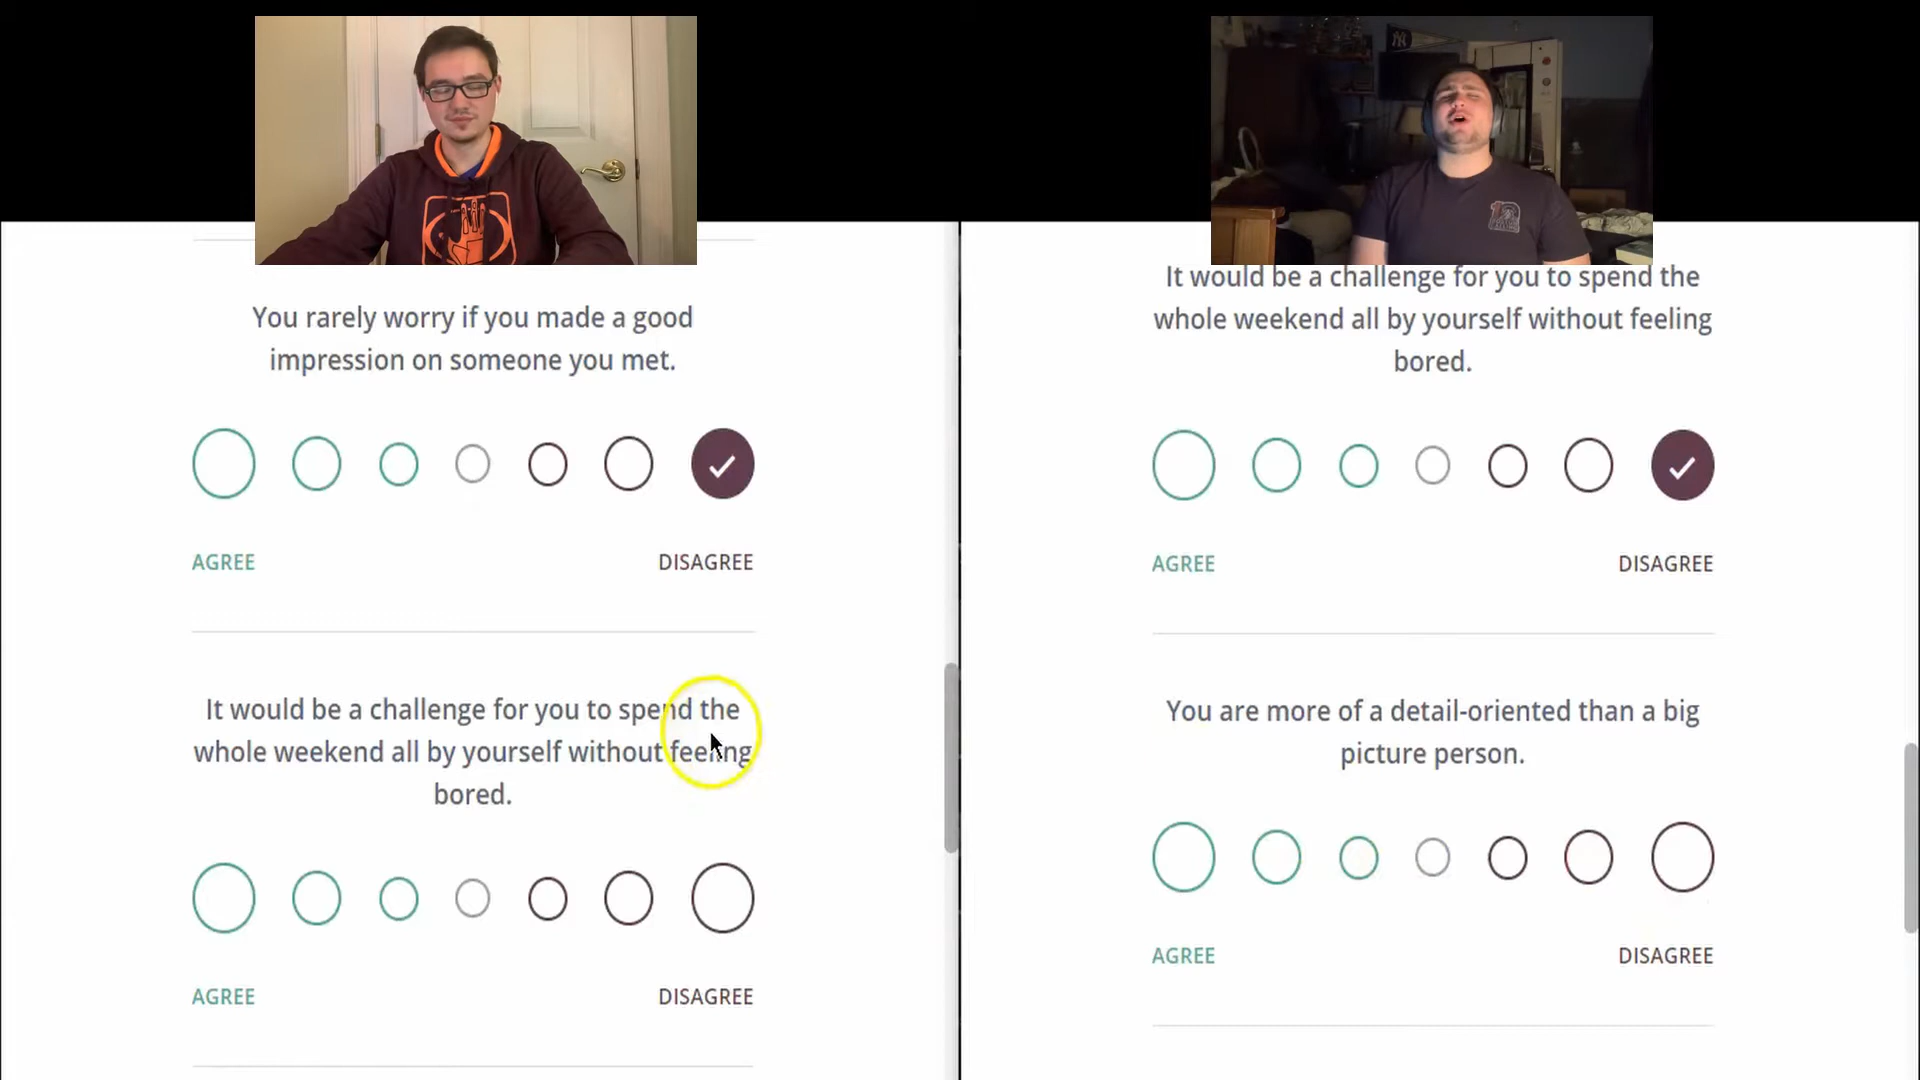 You rarely worry if you made a good
impression on someone you met.
AGREE
DISAGREE
It would be a challenge for you to spend the
whole weekend all by yourself without feeling
bored.
AGREE
DISAGREE
It would be a challenge for you to spend the
whole weekend all by yourself without feeling
bored.
AGREE
DISAGREE
You are more of a detail-oriented than a big
picture person.
AGREE
DISAGREE